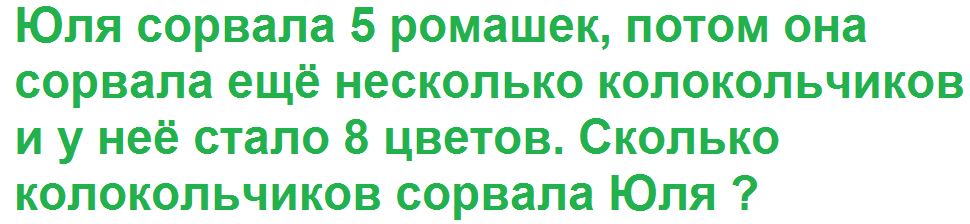 Юля сорвала 5 ромашек, потом она
сорвала ещё несколько колокольчиков
и у неё стало 8 цветов. Сколько
колокольчиков сорвала Юля ?